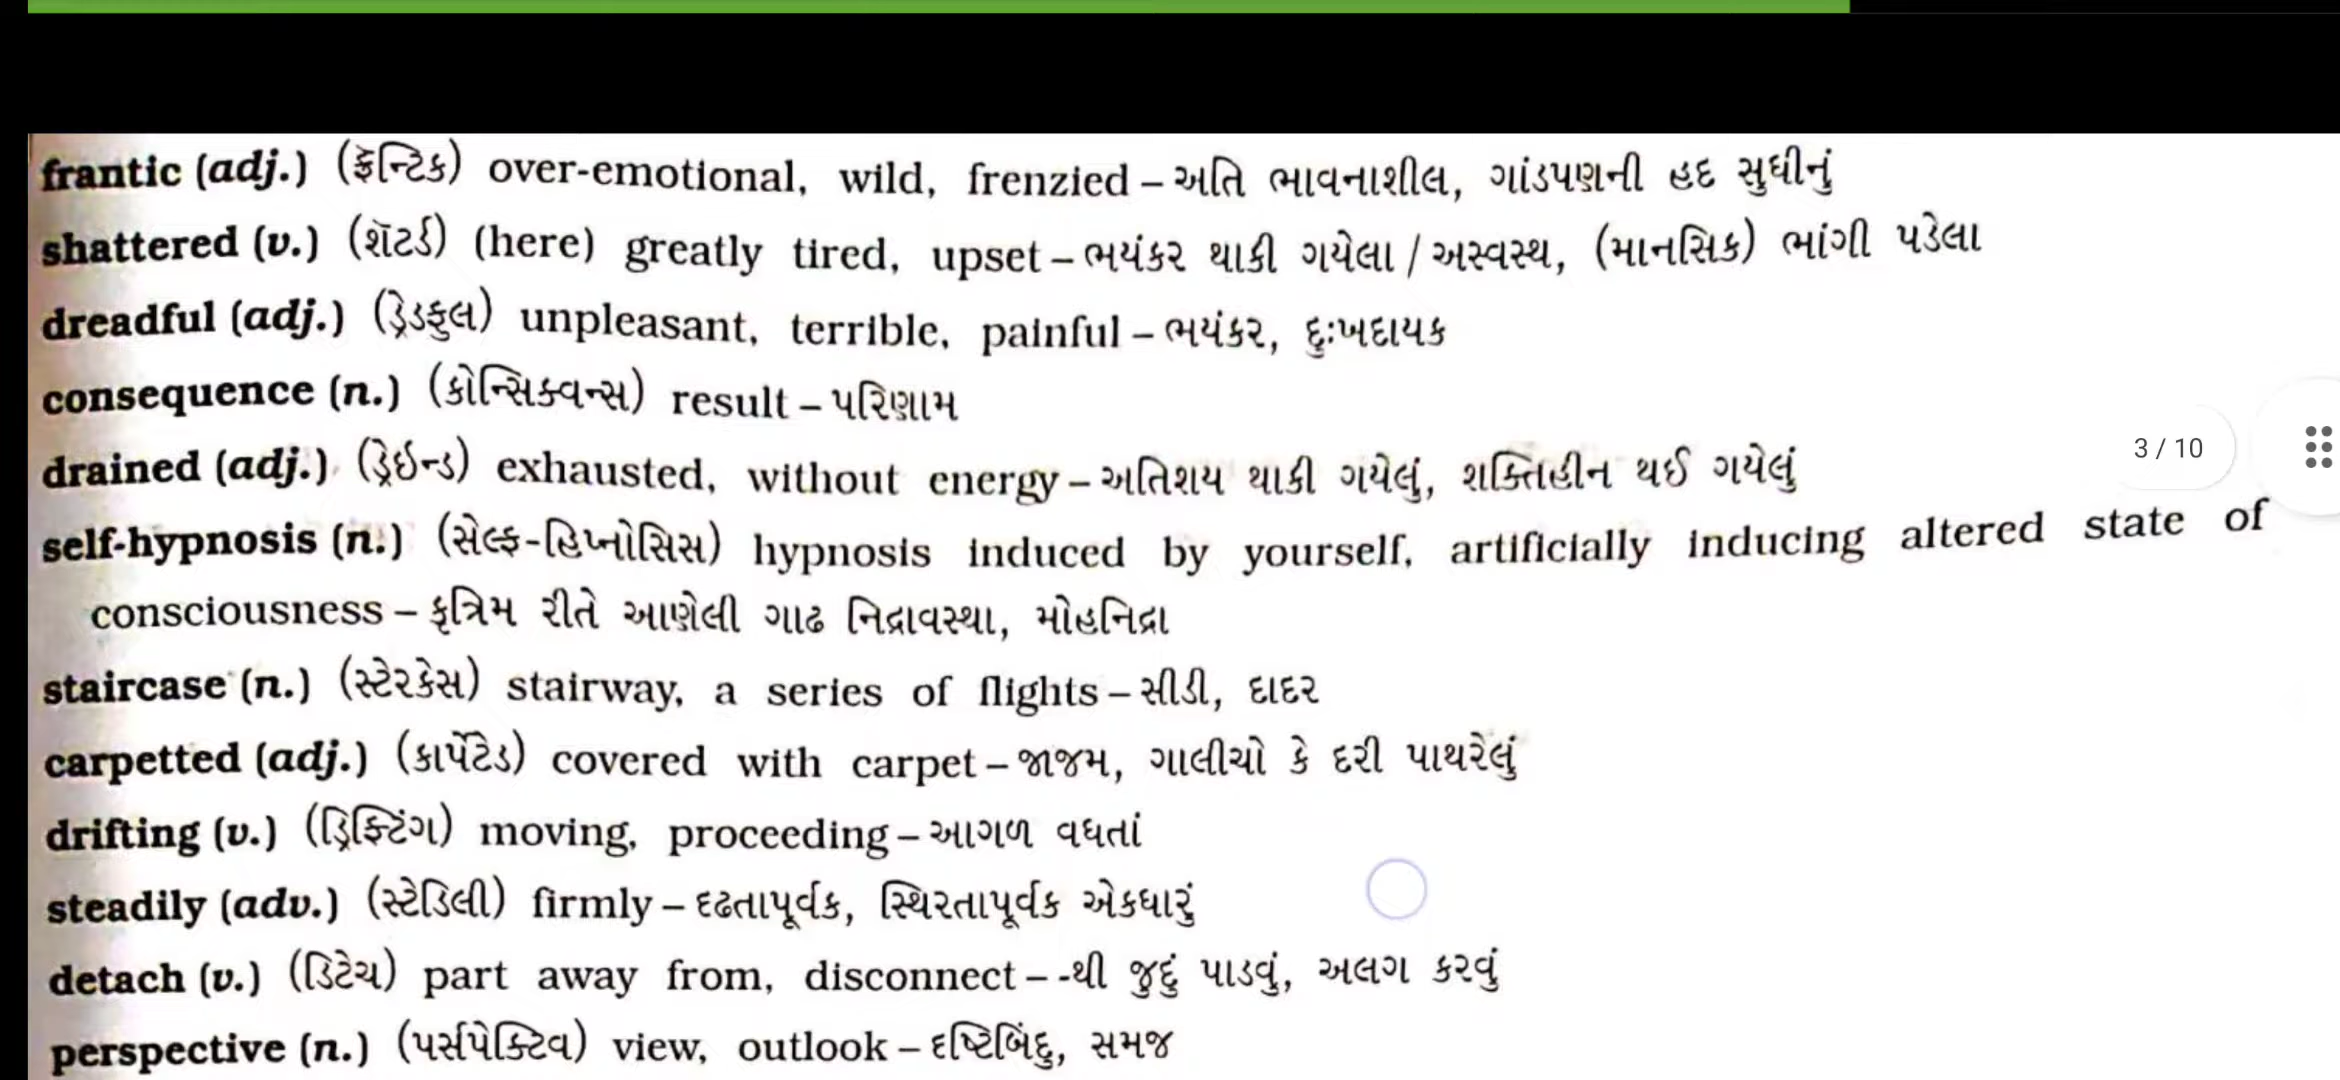 frantic (adj.) (ફ્રૅન્ટિક) over-emotional, wild, frenzied – અતિ ભાવનાશીલ, ગાંડપણની હદ સુધીનું
shattered (v.) (શૅટર્ડ) (here) greatly tired, upset – ભયંકર થાકી ગયેલા / અસ્વસ્થ, (માનસિક) ભાંગી પડેલા
dreadful (adj.) (ડ્રેડફુલ) unpleasant, terrible, painful – ભયંકર, દુઃખદાયક
consequence (n.) (કોન્સિક્વન્સ) result – પરિણામ
3 / 10
drained (adj.) (ડ્રેઇન્ડ) exhausted, without energy – અતિશય થાકી ગયેલું, શક્તિહીન થઈ ગયેલું
self-hypnosis (n.) (સેલ્ફ-હિપ્નોસિસ) hypnosis induced by yourself, artificially inducing altered state of
consciousness – કૃત્રિમ રીતે આણેલી ગાઢ નિદ્રાવસ્થા, મોહનિદ્રા
staircase (n.) (સ્ટેરકેસ) stairway, a series of flights – સીડી, દાદર
carpetted (adj.) (કાર્પેટેડ) covered with carpet – જાજમ, ગાલીચો કે દરી પાથરેલું
drifting (v.) (ડ્રિફ્ટિંગ) moving, proceeding – આગળ વધતાં
steadily (adv.) (સ્ટેડિલી) firmly – દૃઢતાપૂર્વક, સ્થિરતાપૂર્વક એકધારું
detach (v.) (ડિટેચ) part away from, disconnect – -થી જુદું પાડવું, અલગ કરવું
perspective (n.) (પર્સપેક્ટિવ) view, outlook – દૃષ્ટિબિંદુ, સમજ